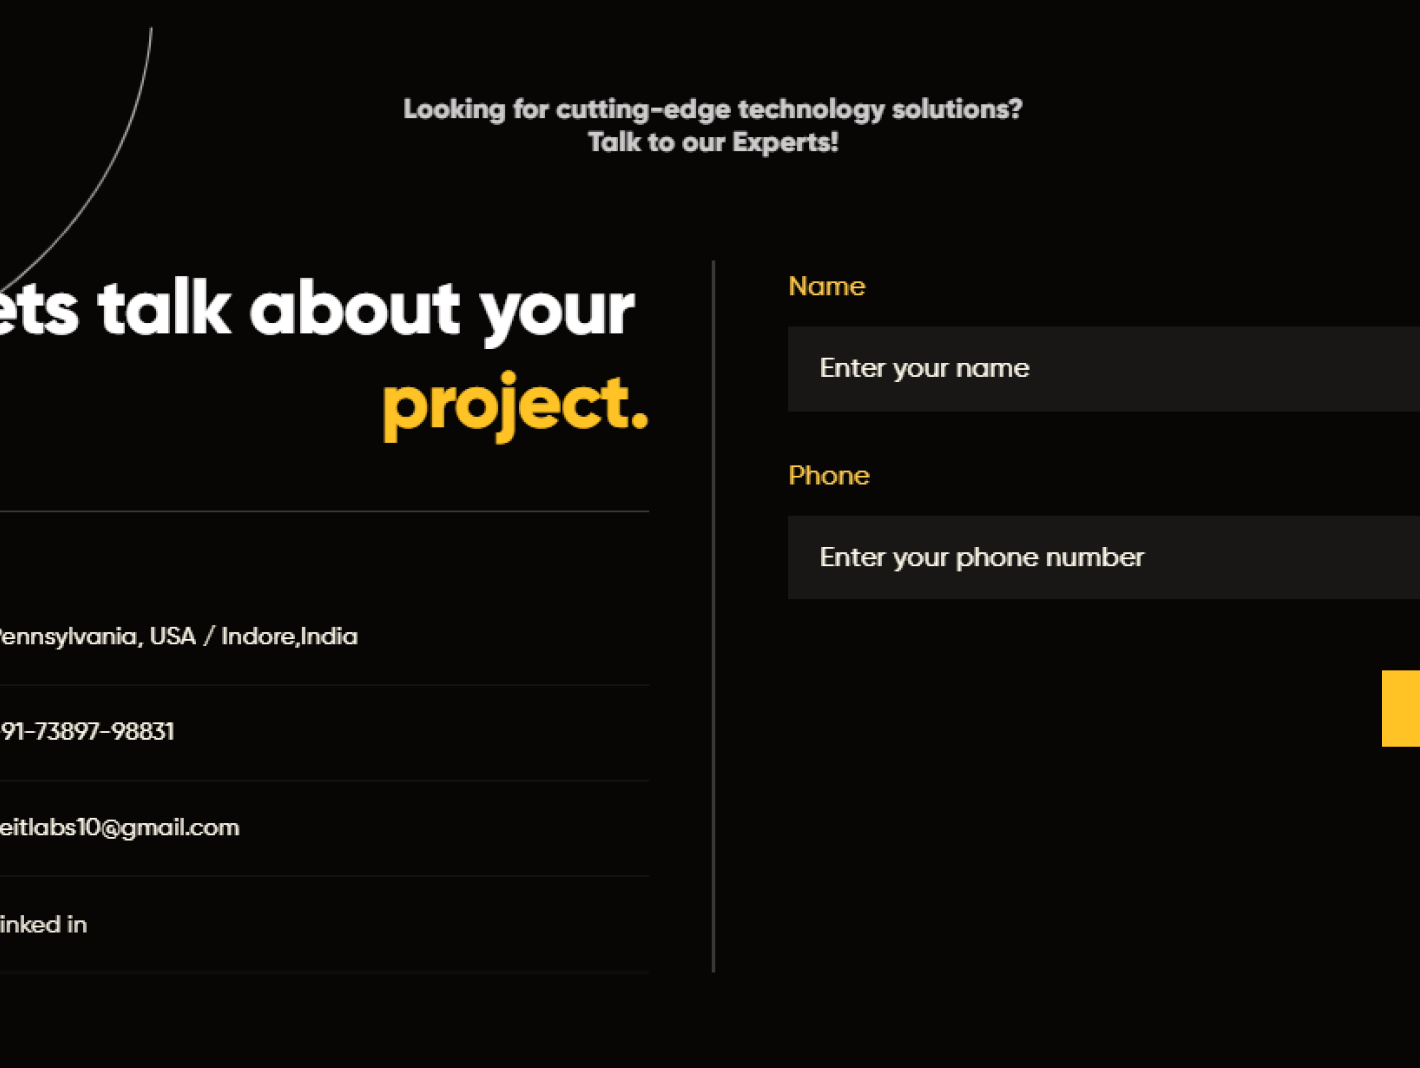 Looking for cutting-edge technology solutions?
Talk to our Experts!
ets talk about your
project.
Pennsylvania, USA / Indore,India
91-73897-98831
eitlabs10@gmail.com
inked in
Name
Enter your name
Phone
Enter your phone number